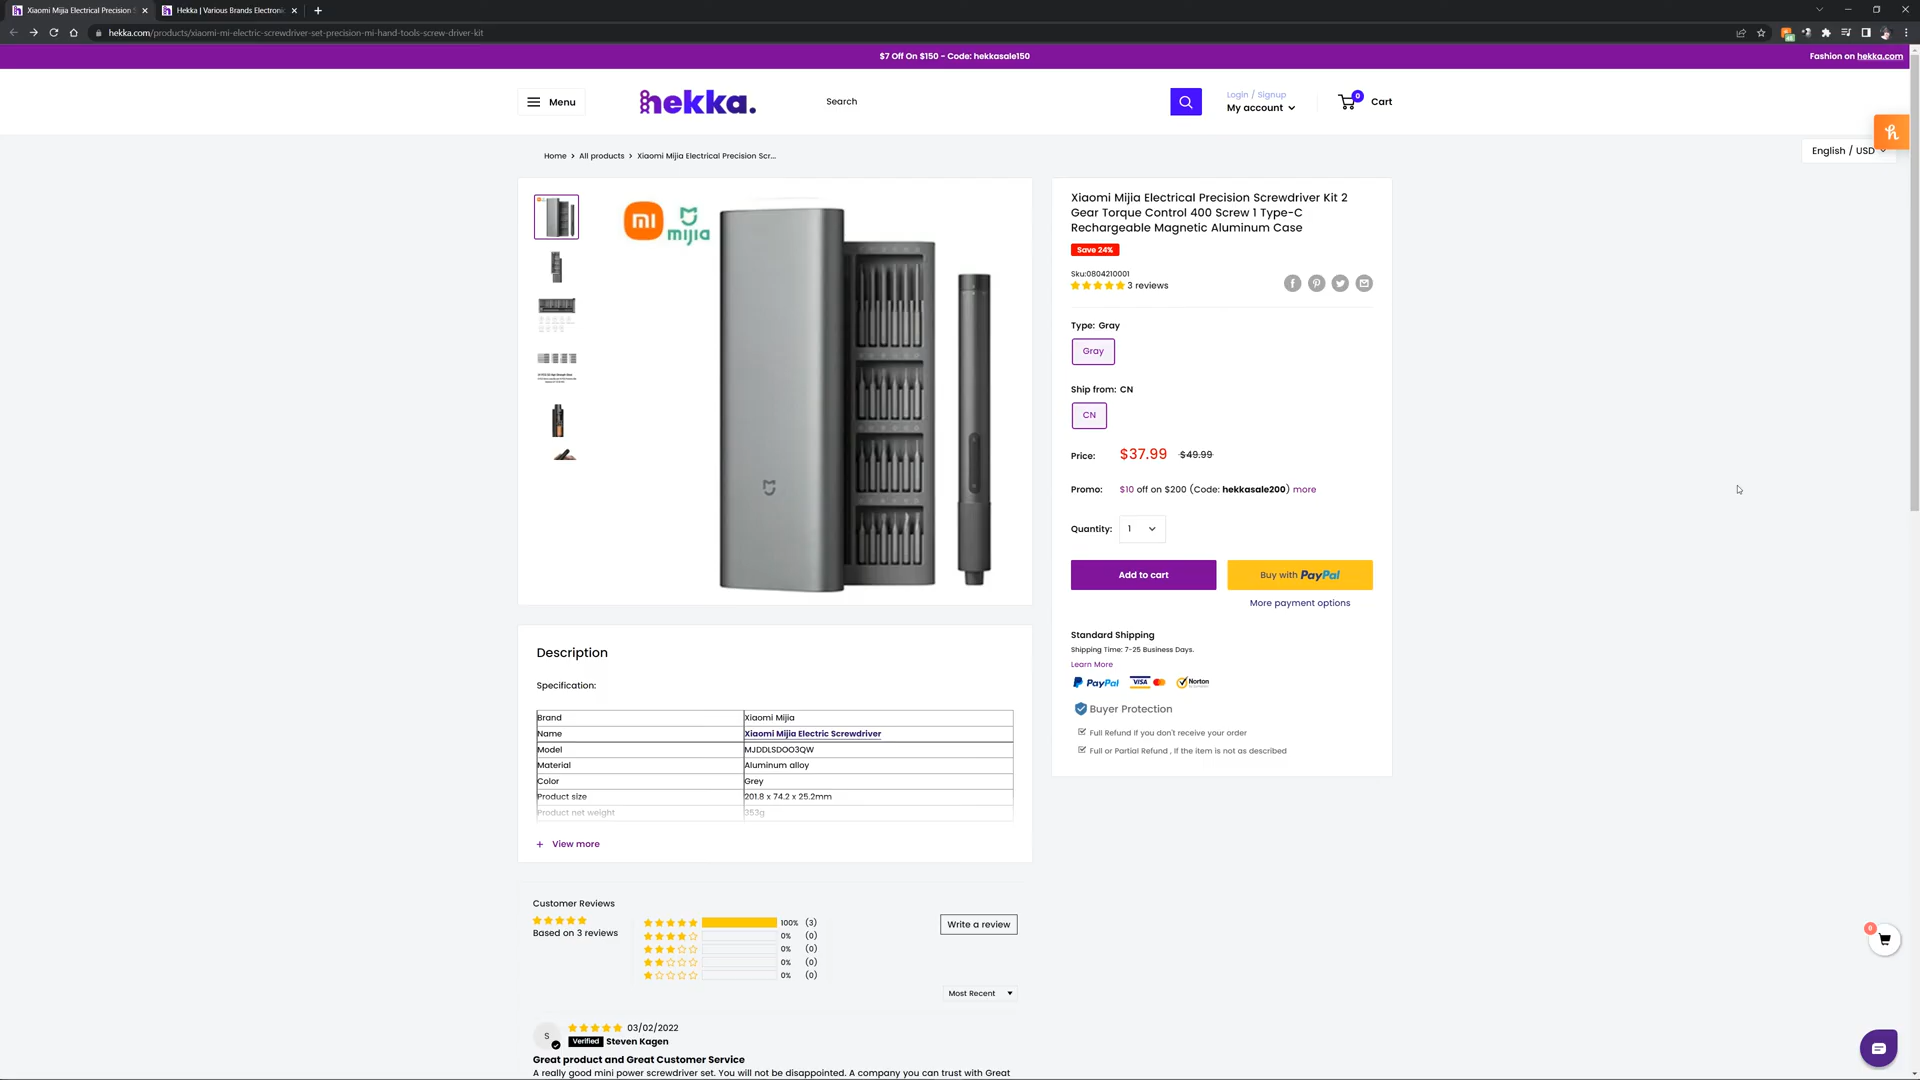 Xiaomi Mijia Electrical Precision S
Hekka | Various Brands Electronic
hekka.com/products/xiaomi-mi-electric-screwdriver-set-precision-mi-hand-tools-screw-driver-kit
$7 Off On $150 - Code: hekkasale150
Fashion on hekka.com
Menu
hekka.
Search
Login / Signup
My account
0
Cart
Home > All products > Xiaomi Mijia Electrical Precision Scr...
English / USD
mi
mijia
Xiaomi Mijia Electrical Precision Screwdriver Kit 2
Gear Torque Control 400 Screw 1 Type-C
Rechargeable Magnetic Aluminum Case
Save 24%
Sku:0804210001
3 reviews
Type: Gray
Gray
Ship from: CN
CN
Price: $37.99 $49.99
Promo: $10 off on $200 (Code: hekkasale200) more
Quantity: 1
Add to cart
Buy with PayPal
More payment options
Standard Shipping
Shipping Time: 7-25 Business Days.
Learn More
PayPal VISA Norton
Buyer Protection
Full Refund If you don't receive your order
Full or Partial Refund , If the item is not as described
Description
Specification:
Brand Xiaomi Mijia
Name Xiaomi Mijia Electric Screwdriver
Model MJDDLSDOO3QW
Material Aluminum alloy
Color Grey
Product size 201.8 x 74.2 x 25.2mm
Product net weight 353g
+ View more
Customer Reviews
Based on 3 reviews
100% (3)
0% (0)
0% (0)
0% (0)
0% (0)
Write a review
Most Recent
0
S
03/02/2022
Verified Steven Kagen
Great product and Great Customer Service
A really good mini power screwdriver set. You will not be disappointed. A company you can trust with Great